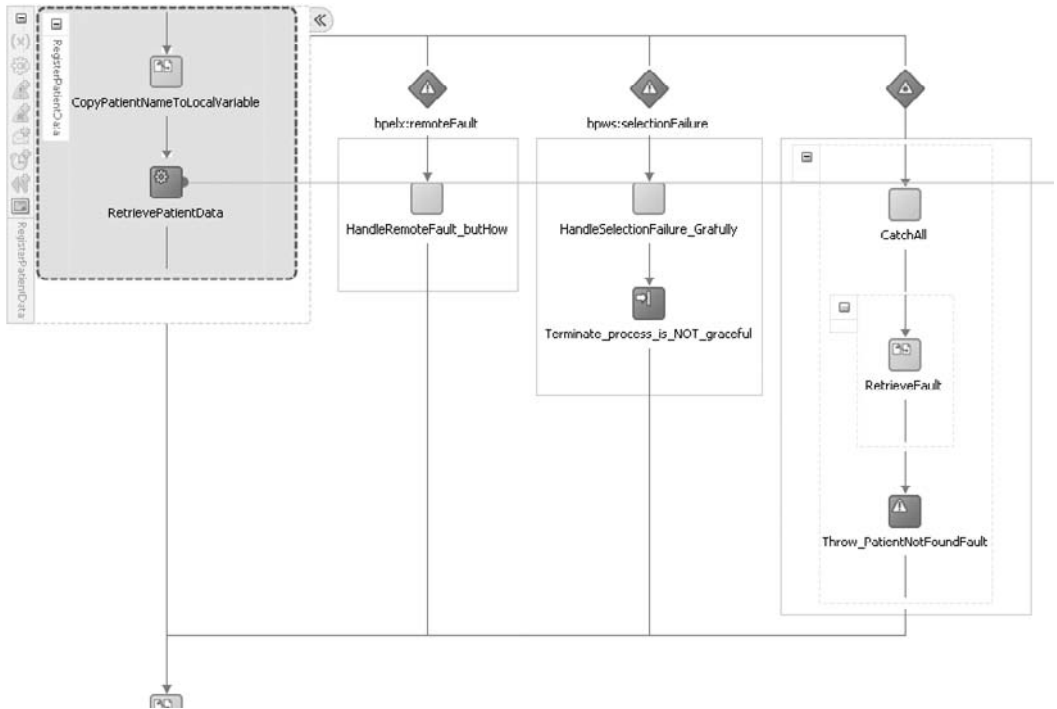 RegisterPatientData
RegisterPatientData
CopyPatientNameToLocalVariable
RetrievePatientData
bpelx:remoteFault
HandleRemoteFault_butHow
bpws:selectionFailure
HandleSelectionFailure_Grafully
Terminate_process_is_NOT_graceful
CatchAll
RetrieveFault
Throw_PatientNotFoundFault